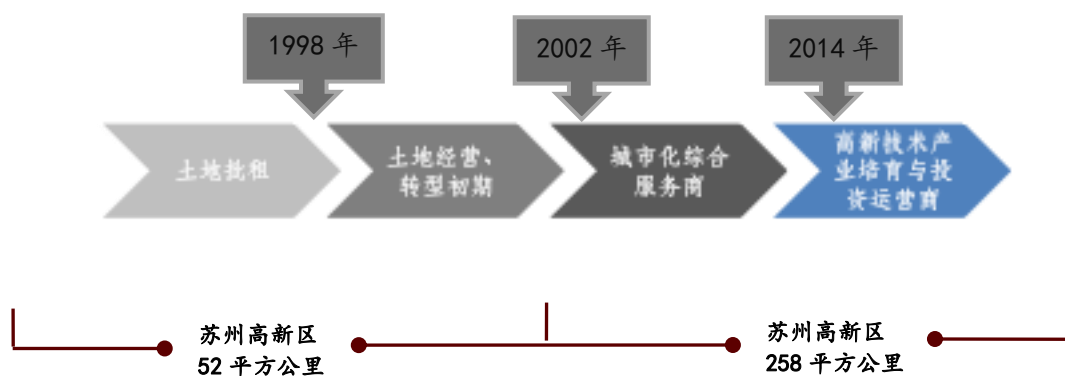 1998 年
2002 年
2014 年
土地批租
土地经营、
转型初期
城市化综合
服务商
高新技术产
业培育与投
资运营商
苏州高新区
52 平方公里
苏州高新区
258 平方公里